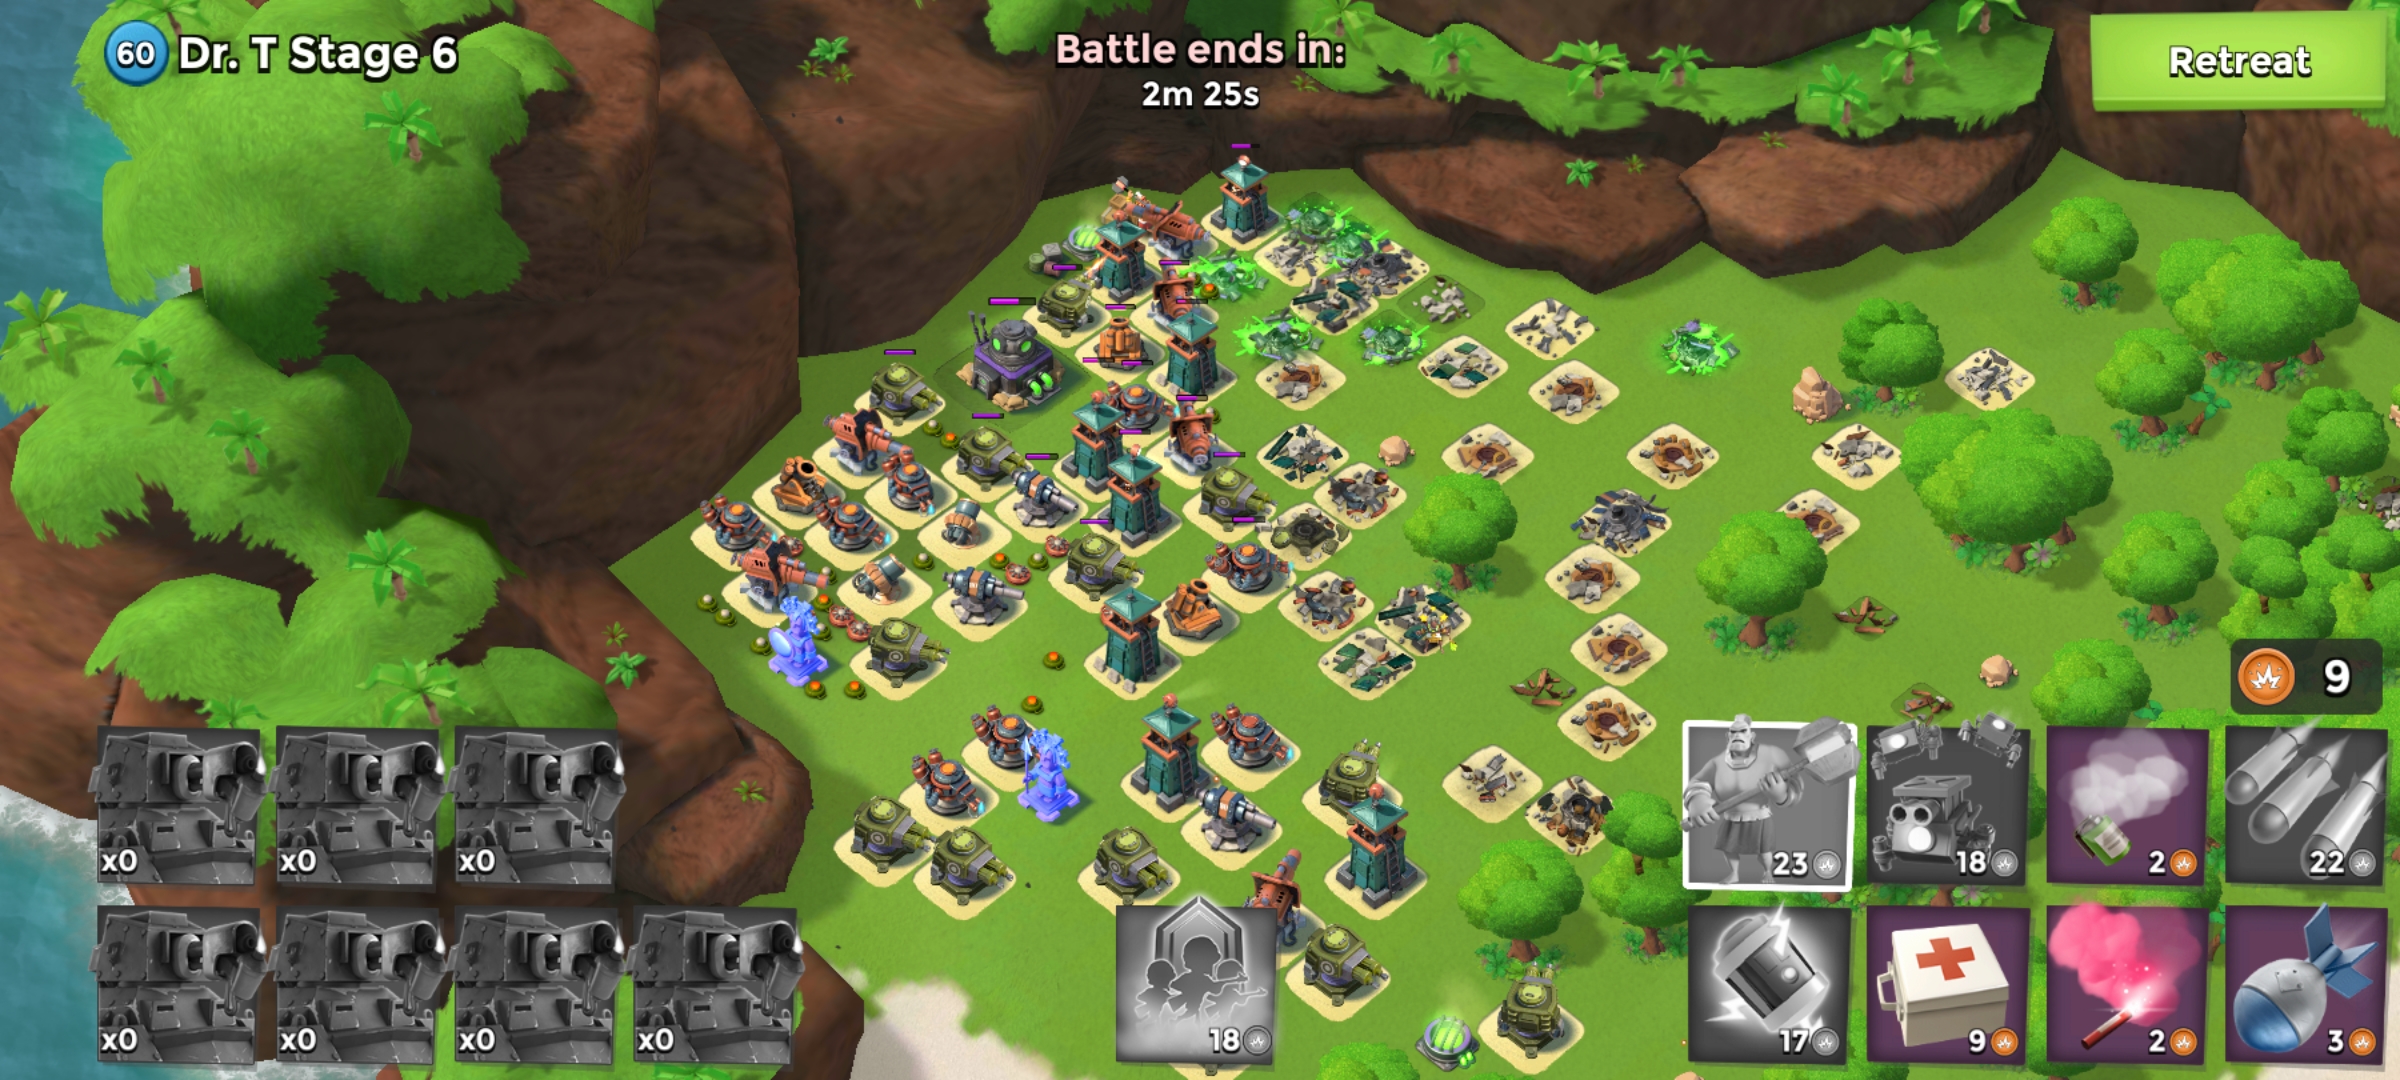 60 Dr. T Stage 6
Battle ends in:
2m 25s
Retreat
9
x0 x0 x0
23 18 2 22
x0 x0 x0 x0
18
17 9 2 3